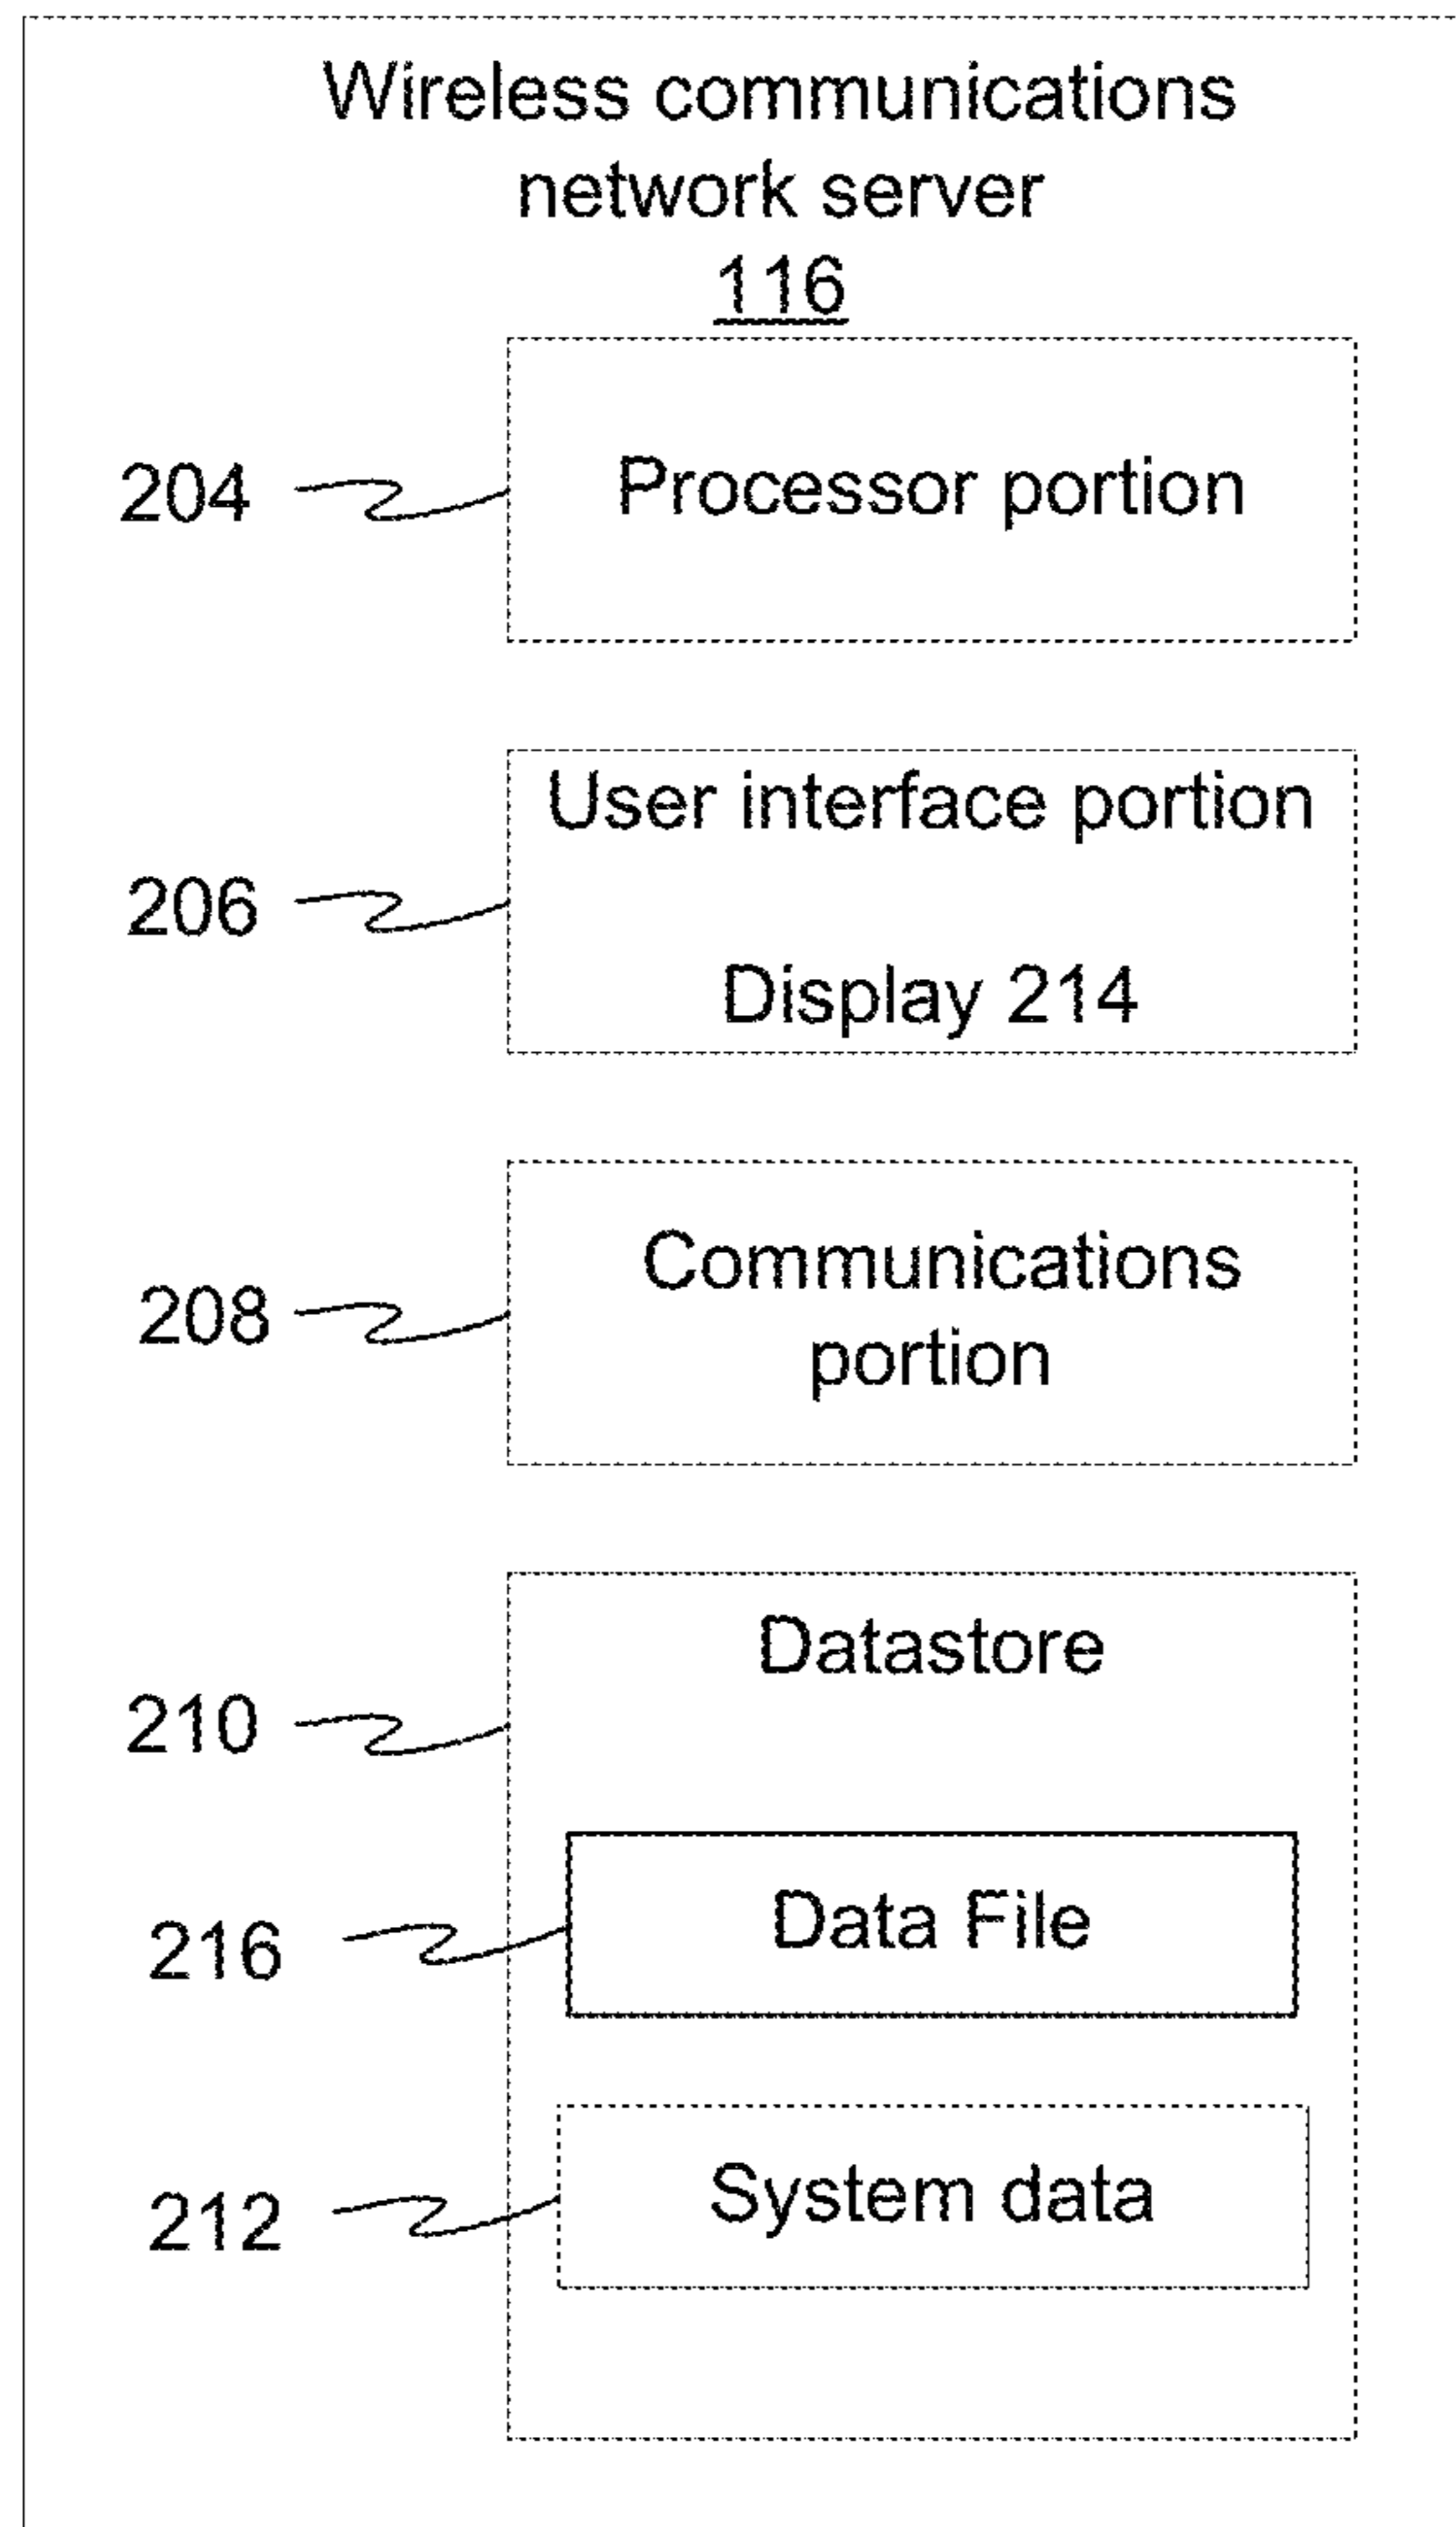 Wireless communications
network server
116
204
Processor portion
206
User interface portion
Display 214
208
Communications
portion
210
Datastore
216
Data File
212
System data